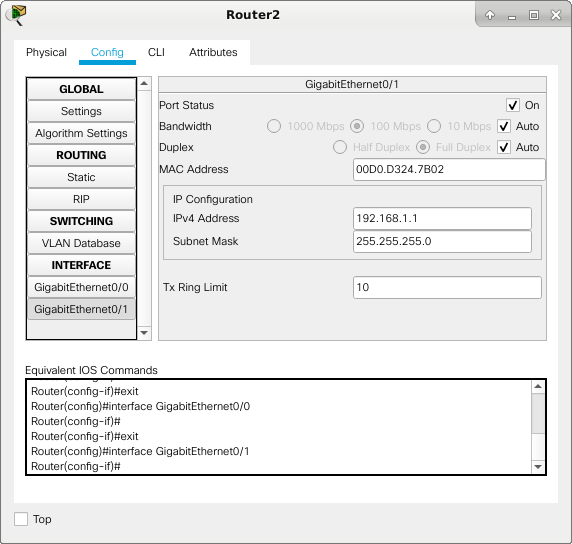 Router2
Physical Config CLI Attributes
GLOBAL
Settings
Algorithm Settings
ROUTING
Static
RIP
SWITCHING
VLAN Database
INTERFACE
GigabitEthernet0/0
GigabitEthernet0/1
GigabitEthernet0/1
Port Status On
Bandwidth 1000 Mbps 100 Mbps 10 Mbps Auto
Duplex Half Duplex Full Duplex Auto
MAC Address 00D0.D324.7B02
IP Configuration
IPv4 Address 192.168.1.1
Subnet Mask 255.255.255.0
Tx Ring Limit 10
Equivalent IOS Commands
Router(config-if)#exit
Router(config)#interface GigabitEthernet0/0
Router(config-if)#
Router(config-if)#exit
Router(config)#interface GigabitEthernet0/1
Router(config-if)#
Top